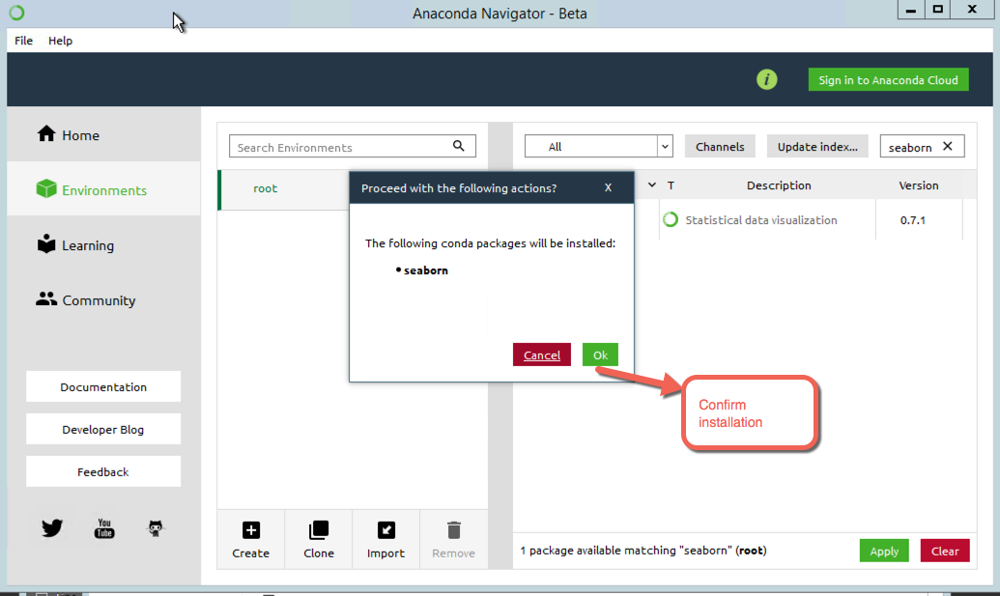 Anaconda Navigator - Beta
File Help
i
Sign in to Anaconda Cloud
Home
Environments
Learning
Community
Documentation
Developer Blog
Feedback
You
Tube
Search Environments
root
Create
Clone
Import
Remove
All
Channels
Update index...
seaborn
T Description Version
Statistical data visualization 0.7.1
Proceed with the following actions? X
The following conda packages will be installed:
• seaborn
Cancel
Ok
Confirm
installation
1 package available matching "seaborn" (root)
Apply
Clear